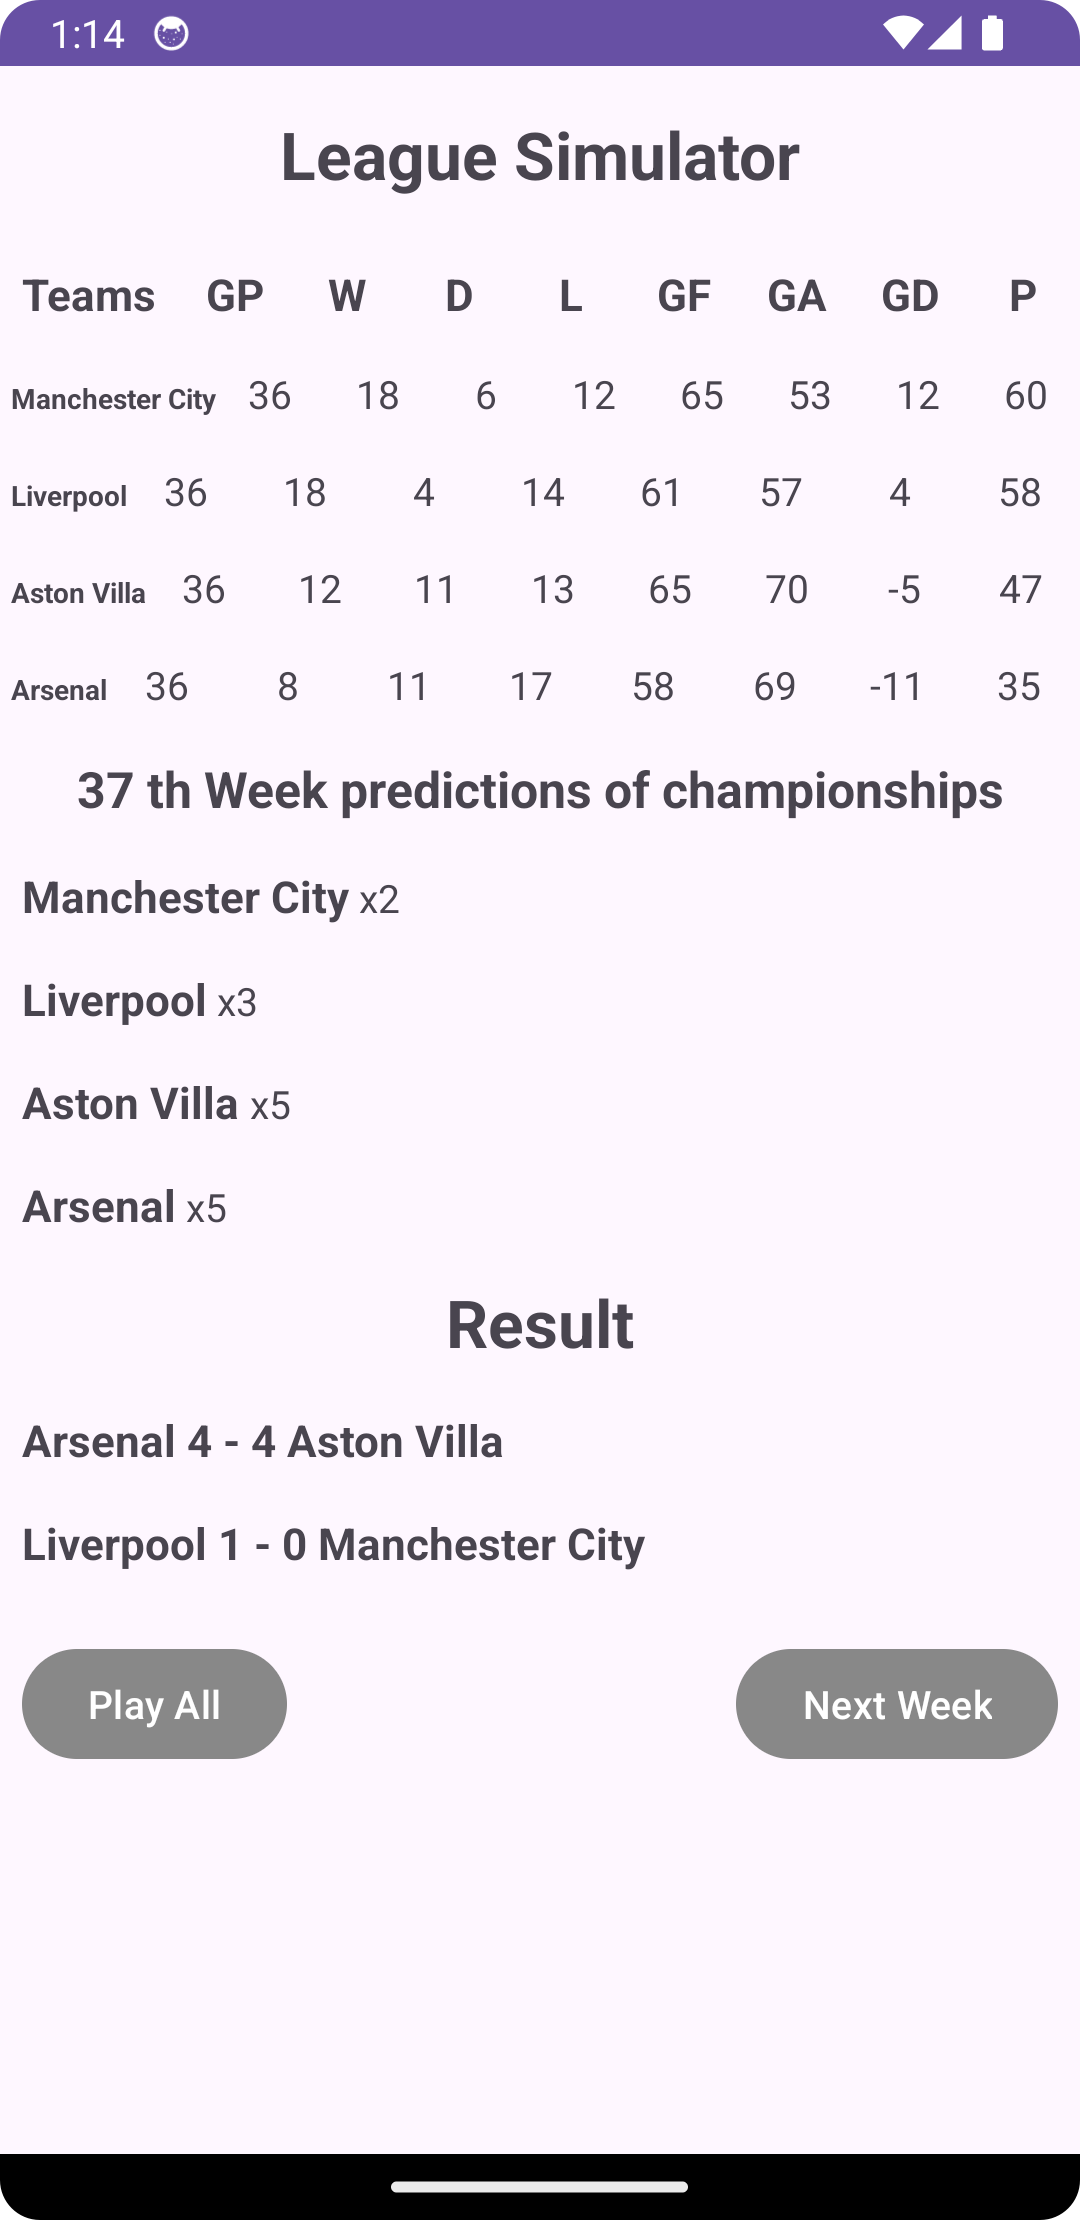 1:14
League Simulator
Teams GP W D L GF GA GD P
Manchester City 36 18 6 12 65 53 12 60
Liverpool 36 18 4 14 61 57 4 58
Aston Villa 36 12 11 13 65 70 -5 47
Arsenal 36 8 11 17 58 69 -11 35
37 th Week predictions of championships
Manchester City x2
Liverpool x3
Aston Villa x5
Arsenal x5
Result
Arsenal 4 - 4 Aston Villa
Liverpool 1 - 0 Manchester City
Play All Next Week